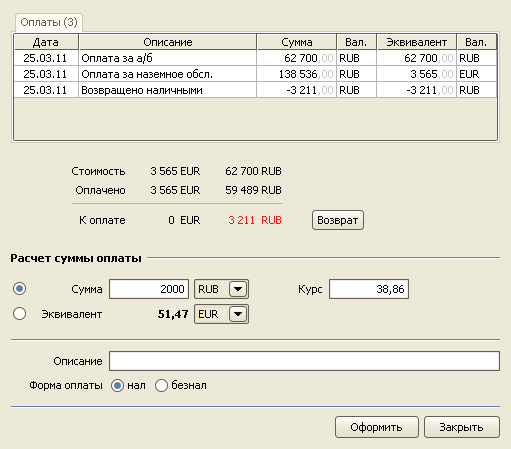 Оплаты (3)
Дата Описание Сумма Вал. Эквивалент Вал.
25.03.11 Оплата за а/б 62 700,00 RUB 62 700,00 RUB
25.03.11 Оплата за наземное обсл. 138 536,00 RUB 3 565,00 EUR
25.03.11 Возвращено наличными -3 211,00 RUB -3 211,00 RUB
Стоимость 3 565 EUR 62 700 RUB
Оплачено 3 565 EUR 59 489 RUB
К оплате 0 EUR 3 211 RUB Возврат
Расчет суммы оплаты
Сумма 2000 RUB Курс 38,86
Эквивалент 51,47 EUR
Описание
Форма оплаты нал безнал
Оформить Закрыть